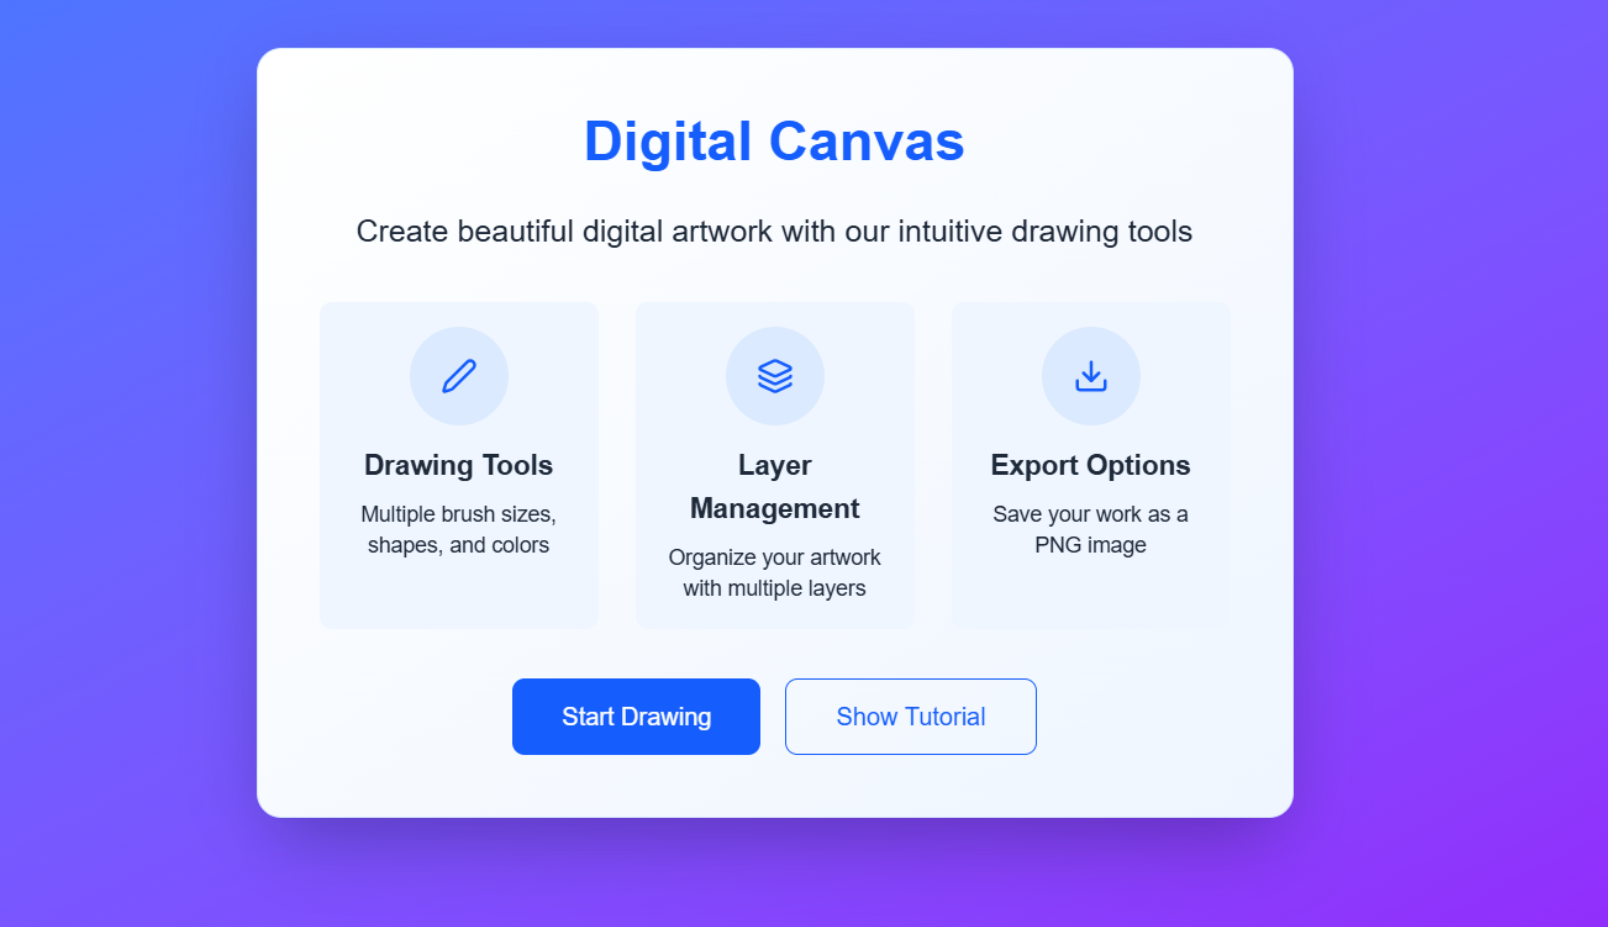 Digital Canvas
Create beautiful digital artwork with our intuitive drawing tools
Drawing Tools
Multiple brush sizes,
shapes, and colors
Layer
Management
Organize your artwork
with multiple layers
Export Options
Save your work as a
PNG image
Start Drawing
Show Tutorial